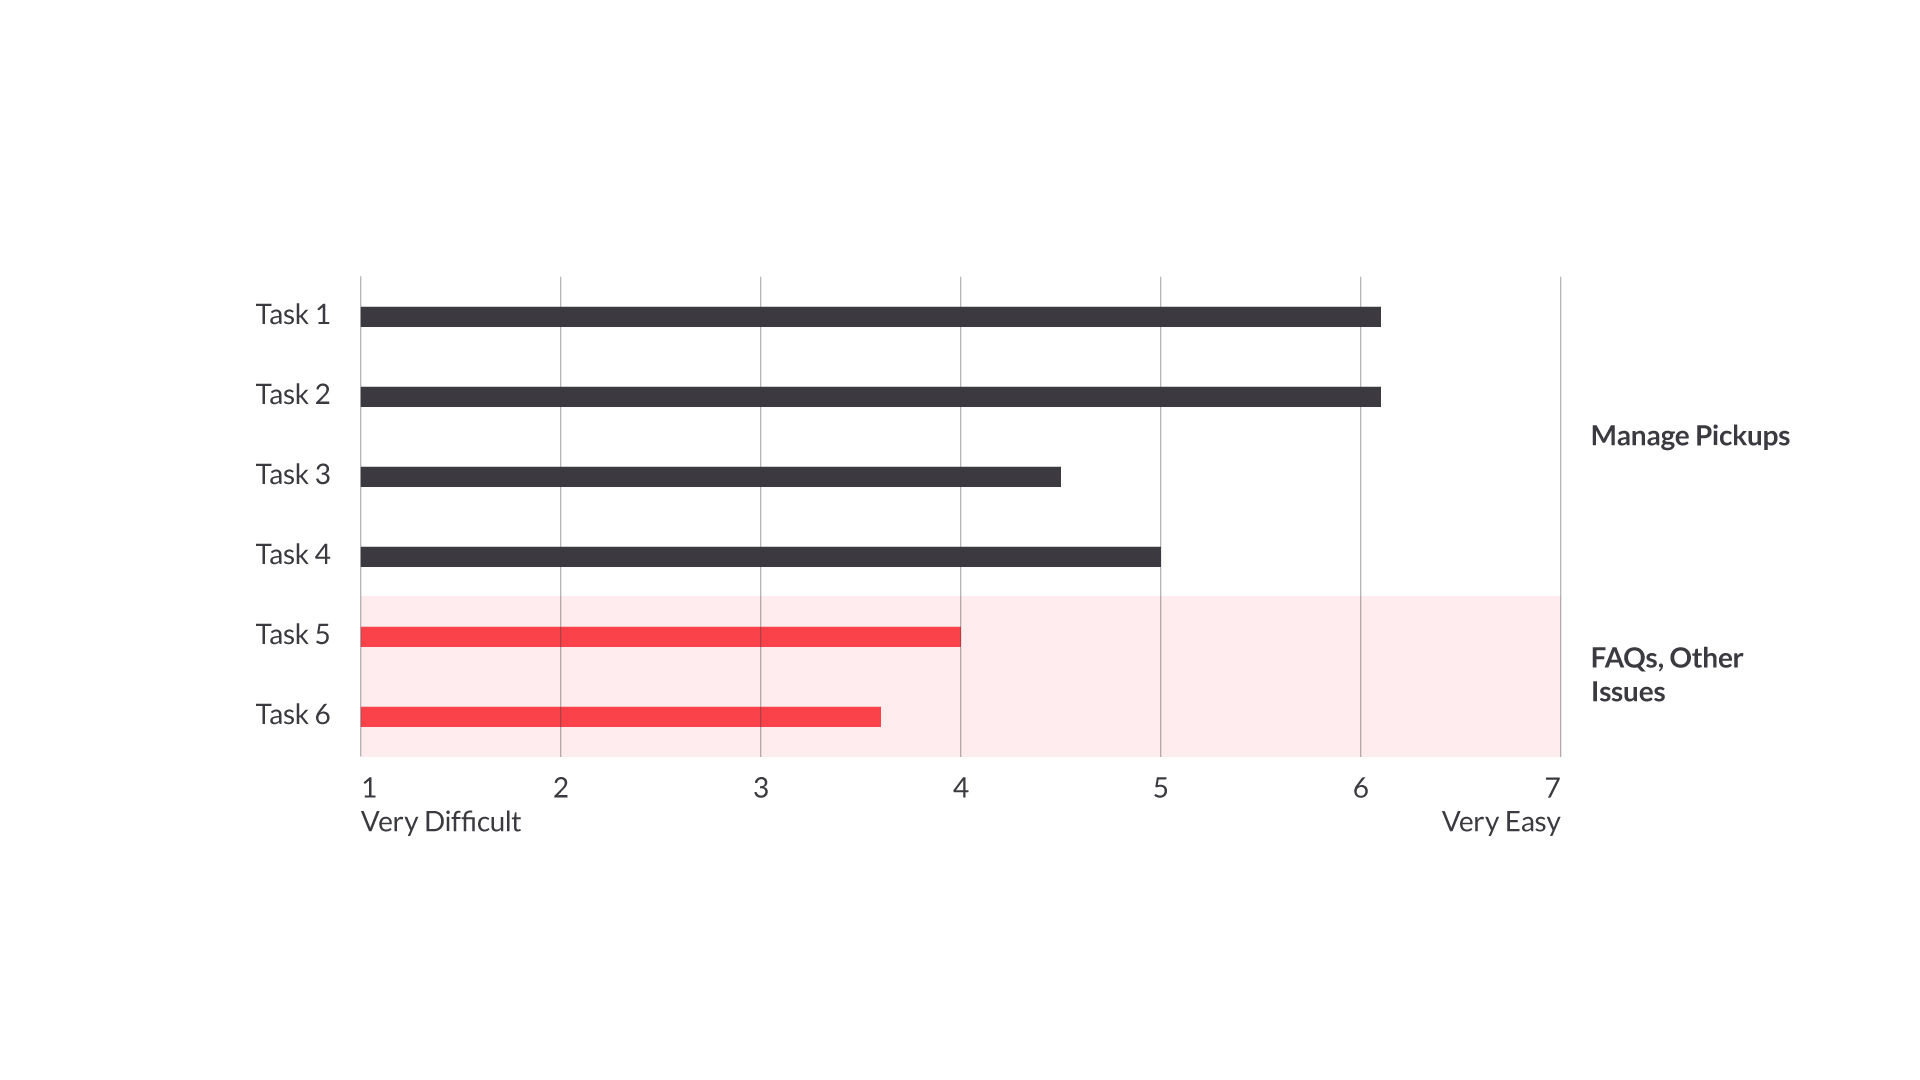 Task 1
Task 2
Task 3
Task 4
Task 5
Task 6
Manage Pickups
FAQs, Other
Issues
1 2 3 4 5 6 7
Very Difficult Very Easy